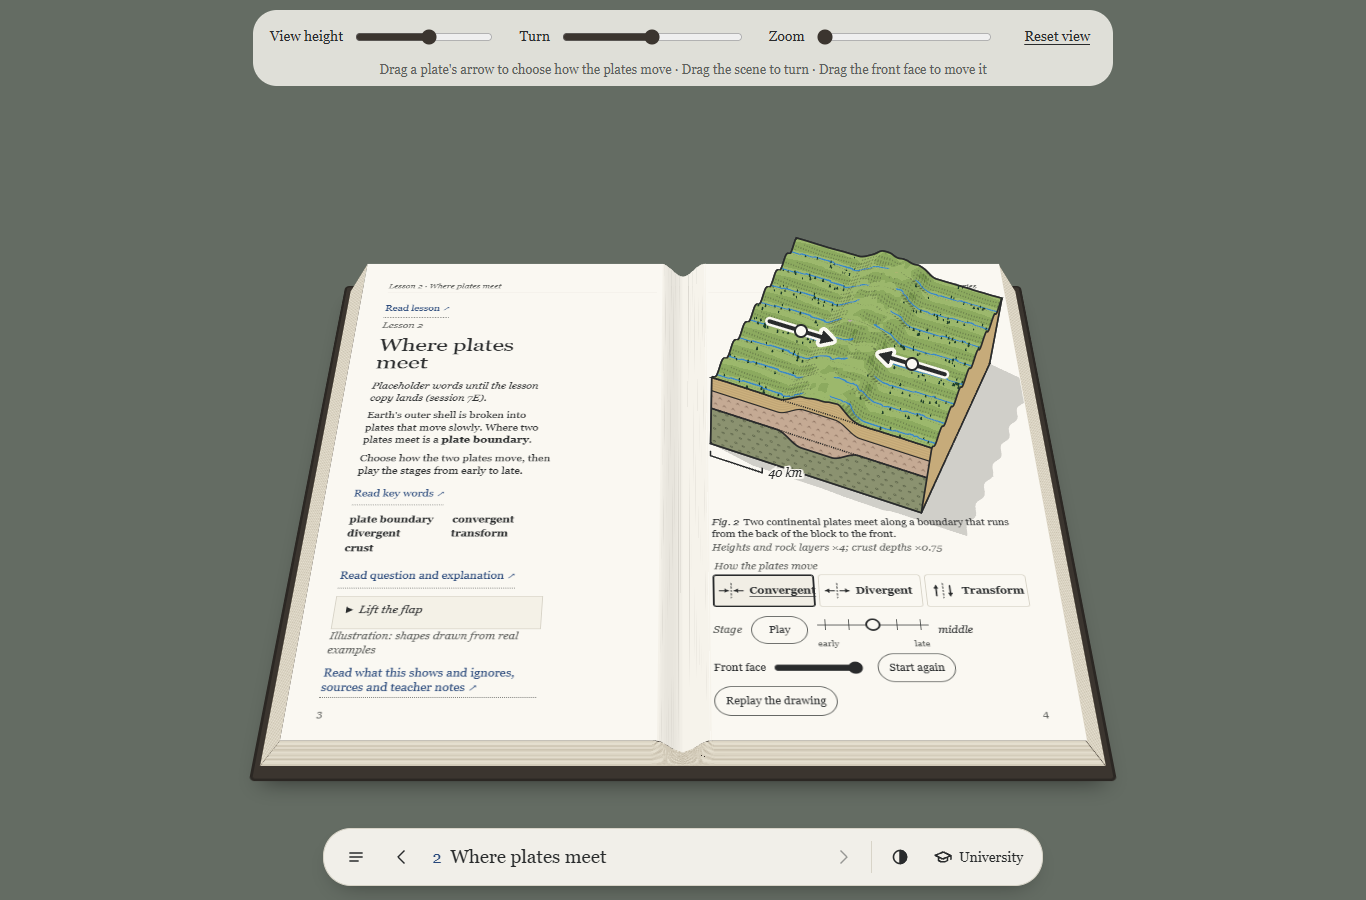 View height
Turn
Zoom
Reset view
Drag a plate's arrow to choose how the plates move · Drag the scene to turn · Drag the front face to move it
Lesson 2 · Where plates meet
Read lesson ↗
Lesson 2
Where plates
meet
Placeholder words until the lesson
copy lands (session 7E).
Earth's outer shell is broken into
plates that move slowly. Where two
plates meet is a plate boundary.
Choose how the two plates move, then
play the stages from early to late.
Read key words ↗
plate boundary convergent
divergent transform
crust
Read question and explanation ↗
▶ Lift the flap
Illustration: shapes drawn from real
examples
Read what this shows and ignores,
sources and teacher notes ↗
3
40 km
Fig. 2 Two continental plates meet along a boundary that runs
from the back of the block to the front.
Heights and rock layers ×4; crust depths ×0.75
How the plates move
Convergent
Divergent
Transform
Stage
Play
early
late
middle
Front face
Start again
Replay the drawing
4
2 Where plates meet
University